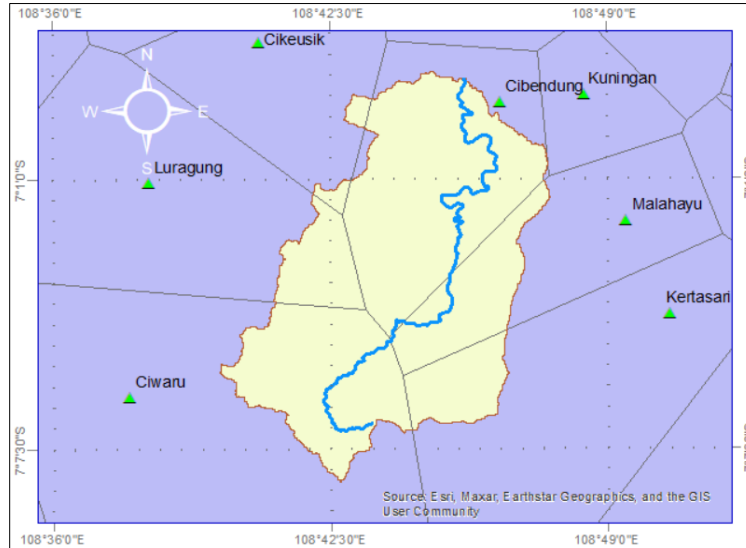 108°36'0"E 108°42'30"E 108°49'0"E
Cikeusik
N
Cibendung
Kuningan
W E
S
Luragung
7°1'0"S
Malahayu
Kertasari
Ciwaru
7°7'30"S
Source: Esri, Maxar, Earthstar Geographics, and the GIS
User Community
108°36'0"E 108°42'30"E 108°49'0"E